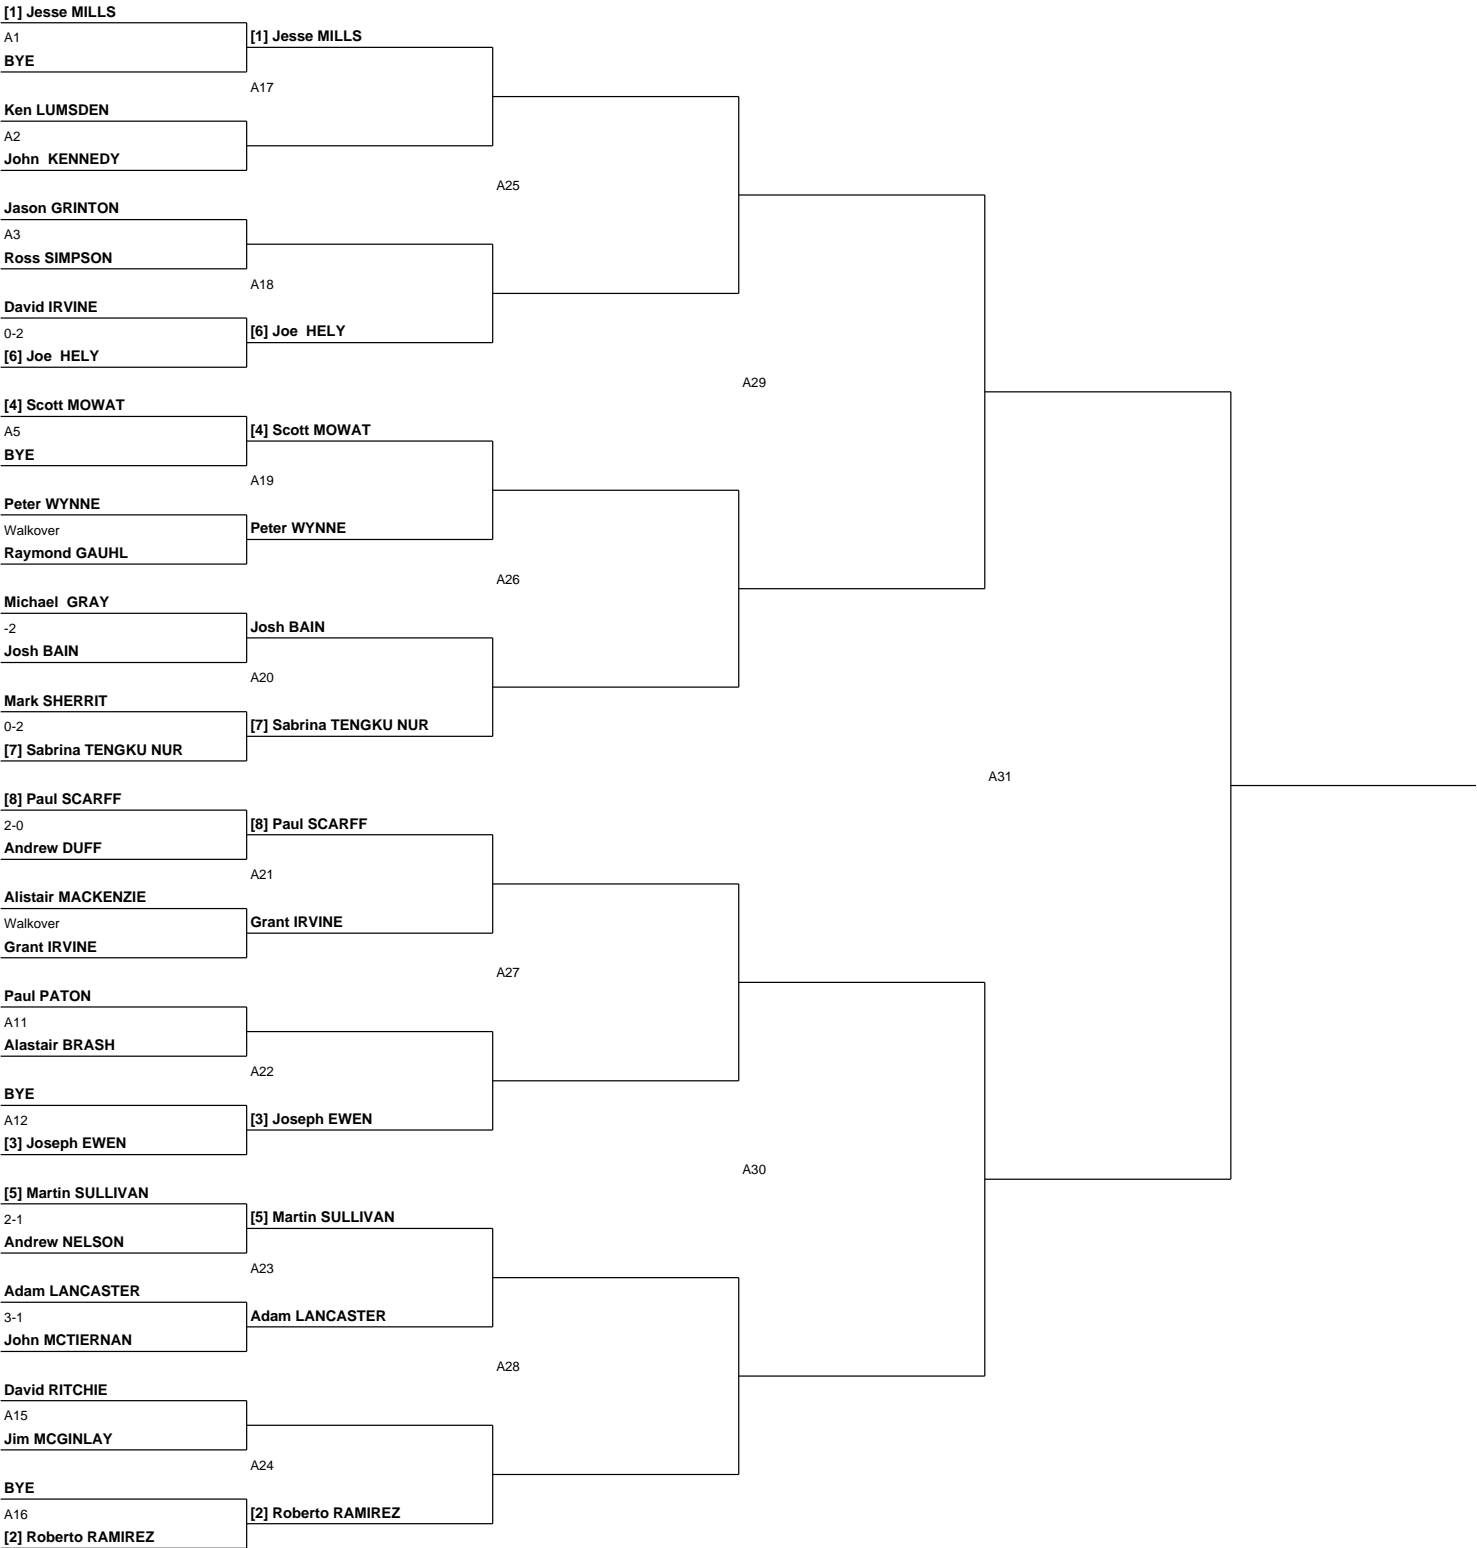 [1] Jesse MILLS
A1
BYE
[1] Jesse MILLS
A17
Ken LUMSDEN
A2
John  KENNEDY
A25
Jason GRINTON
A3
Ross SIMPSON
A18
David IRVINE
0-2
[6] Joe  HELY
[6] Joe  HELY
A29
[4] Scott MOWAT
A5
BYE
[4] Scott MOWAT
A19
Peter WYNNE
Walkover
Raymond GAUHL
Peter WYNNE
A26
Michael  GRAY
-2
Josh BAIN
Josh BAIN
A20
Mark SHERRIT
0-2
[7] Sabrina TENGKU NUR
[7] Sabrina TENGKU NUR
A31
[8] Paul SCARFF
2-0
Andrew DUFF
[8] Paul SCARFF
A21
Alistair MACKENZIE
Walkover
Grant IRVINE
Grant IRVINE
A27
Paul PATON
A11
Alastair BRASH
A22
BYE
A12
[3] Joseph EWEN
[3] Joseph EWEN
A30
[5] Martin SULLIVAN
2-1
Andrew NELSON
[5] Martin SULLIVAN
A23
Adam LANCASTER
3-1
John MCTIERNAN
Adam LANCASTER
A28
David RITCHIE
A15
Jim MCGINLAY
A24
BYE
A16
[2] Roberto RAMIREZ
[2] Roberto RAMIREZ